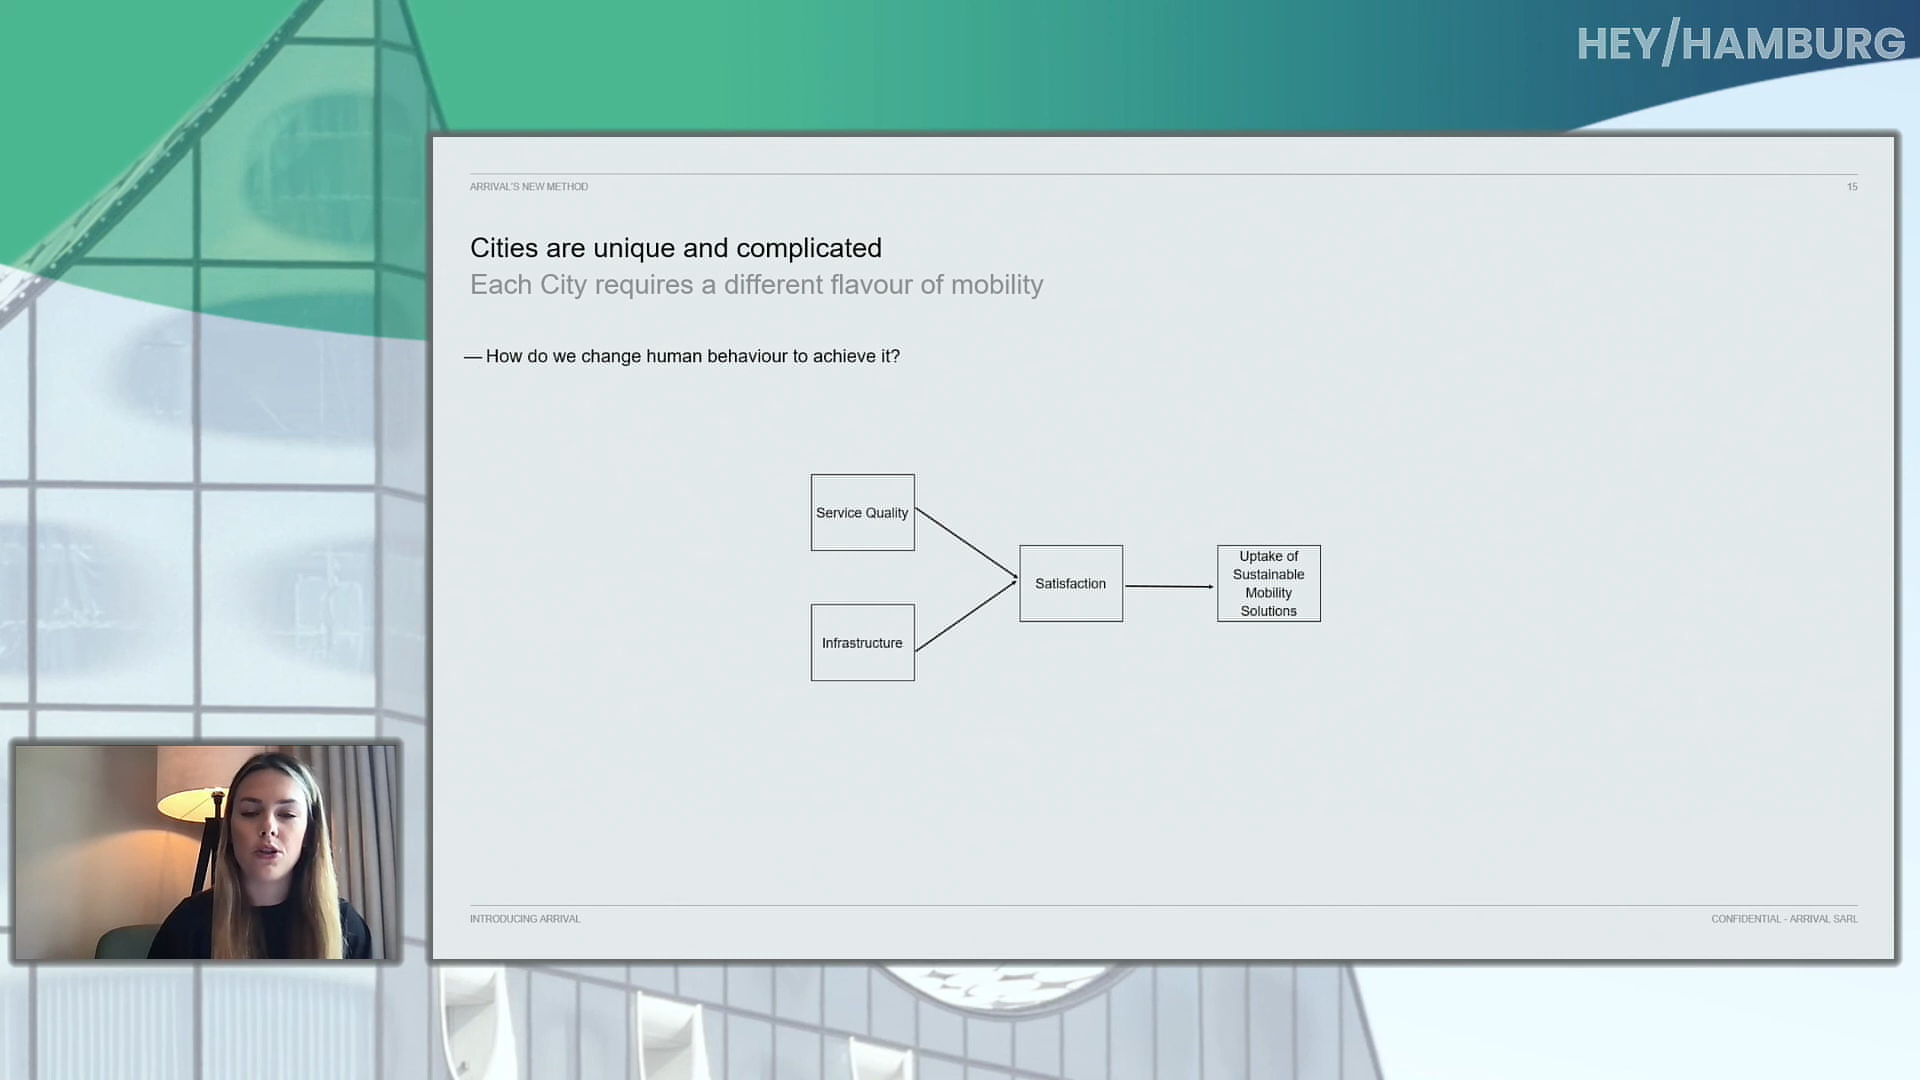 HEY/HAMBURG
ARRIVAL'S NEW METHOD
15
Cities are unique and complicated
Each City requires a different flavour of mobility
— How do we change human behaviour to achieve it?
Service Quality
Infrastructure
Satisfaction
Uptake of
Sustainable
Mobility
Solutions
INTRODUCING ARRIVAL
CONFIDENTIAL - ARRIVAL SARL